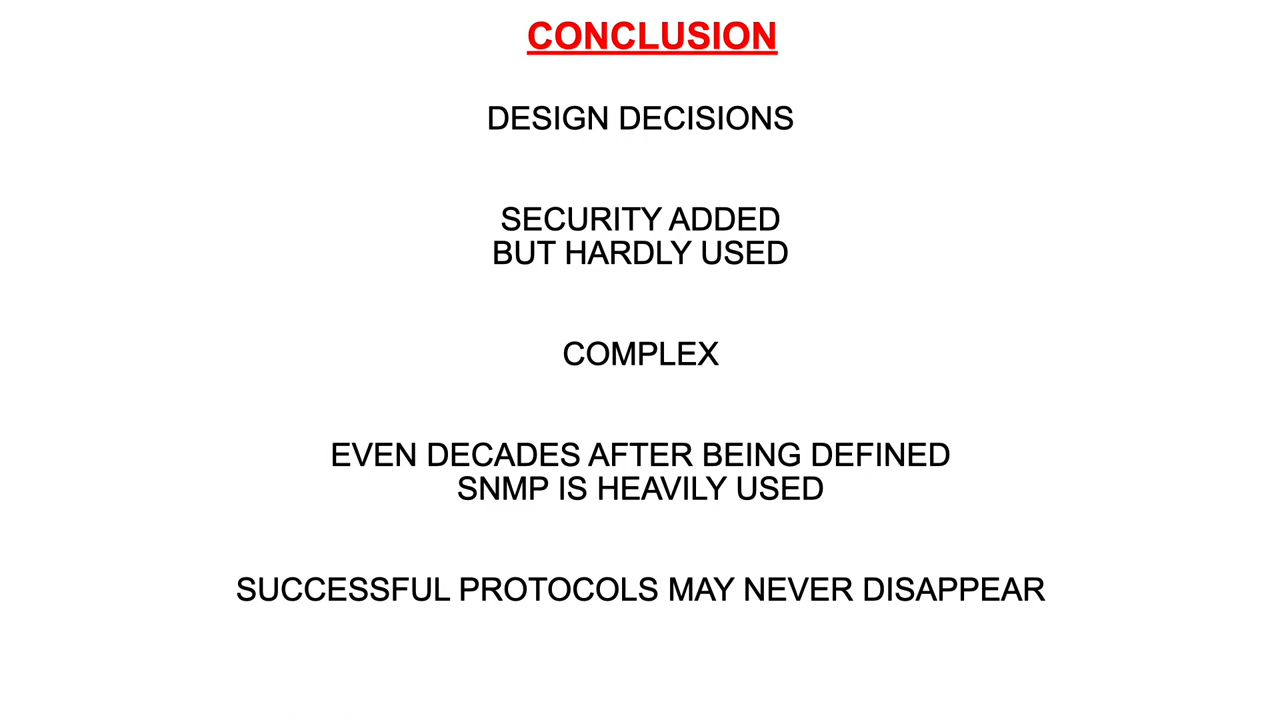 CONCLUSION
DESIGN DECISIONS
SECURITY ADDED
BUT HARDLY USED
COMPLEX
EVEN DECADES AFTER BEING DEFINED
SNMP IS HEAVILY USED
SUCCESSFUL PROTOCOLS MAY NEVER DISAPPEAR